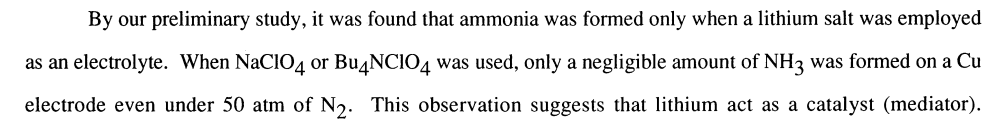 By our preliminary study, it was found that ammonia was formed only when a lithium salt was employed
as an electrolyte. When NaClO4 or Bu4NClO4 was used, only a negligible amount of NH3 was formed on a Cu
electrode even under 50 atm of N2. This observation suggests that lithium act as a catalyst (mediator).